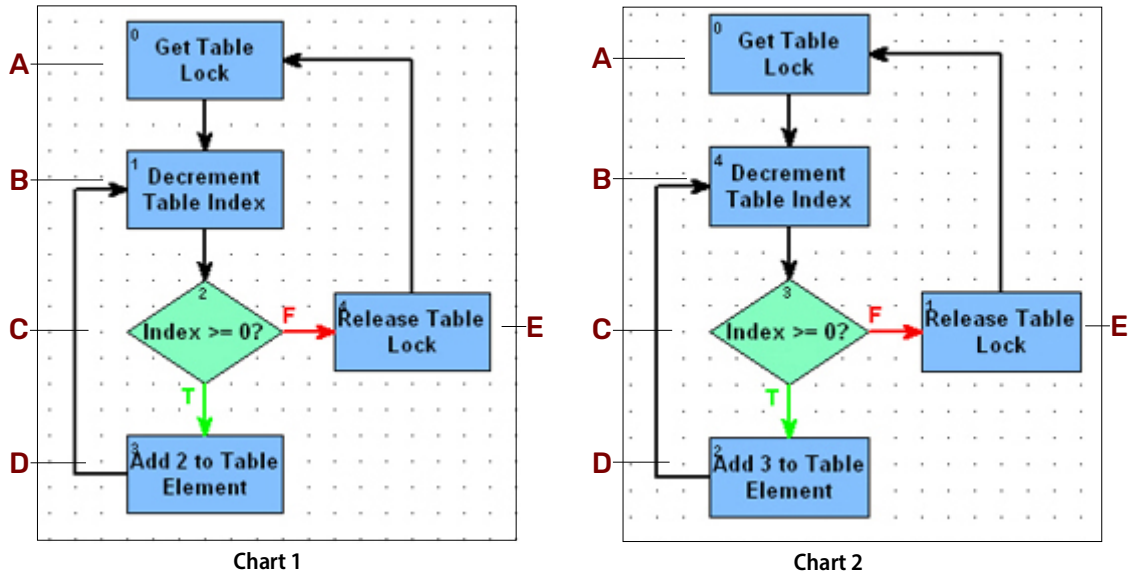 0
Get Table
Lock
A
1
Decrement
Table Index
B
2
Index >= 0?
C
F
4
Release Table
Lock
E
T
3
Add 2 to Table
Element
D
Chart 1
0
Get Table
Lock
A
4
Decrement
Table Index
B
3
Index >= 0?
C
F
1
Release Table
Lock
E
T
2
Add 3 to Table
Element
D
Chart 2